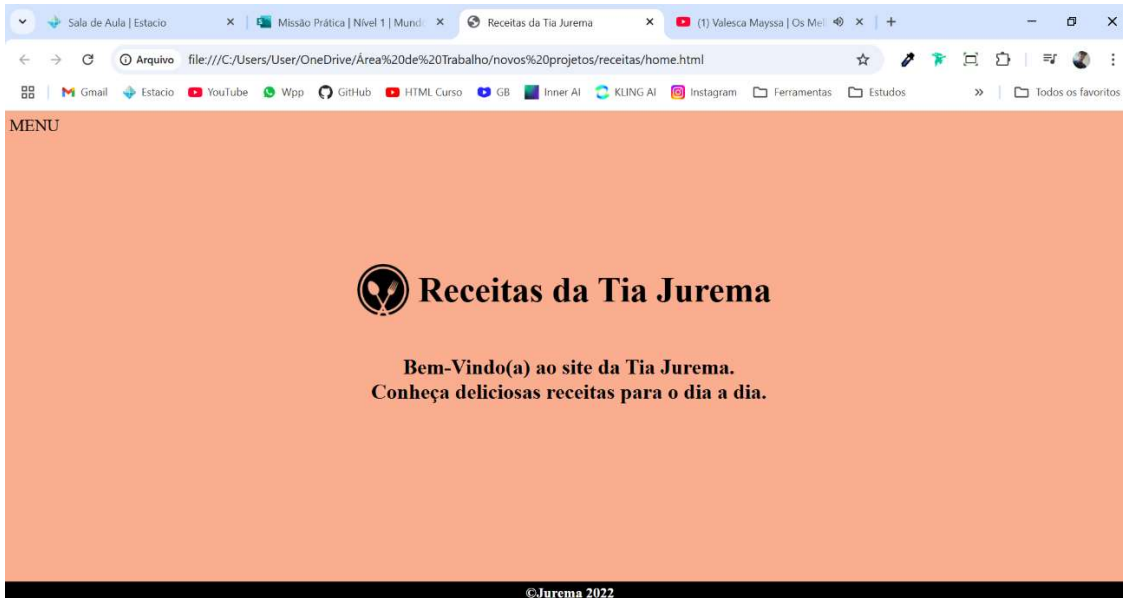 Sala de Aula | Estacio
Missão Prática | Nível 1 | Mund
Receitas da Tia Jurema
(1) Valesca Mayssa | Os Mel
Arquivo file:///C:/Users/User/OneDrive/Área%20de%20Trabalho/novos%20projetos/receitas/home.html
Gmail Estacio YouTube Wpp GitHub HTML Curso GB Inner AI KLING AI Instagram Ferramentas Estudos » Todos os favoritos
MENU
Receitas da Tia Jurema
Bem-Vindo(a) ao site da Tia Jurema.
Conheça deliciosas receitas para o dia a dia.
©Jurema 2022